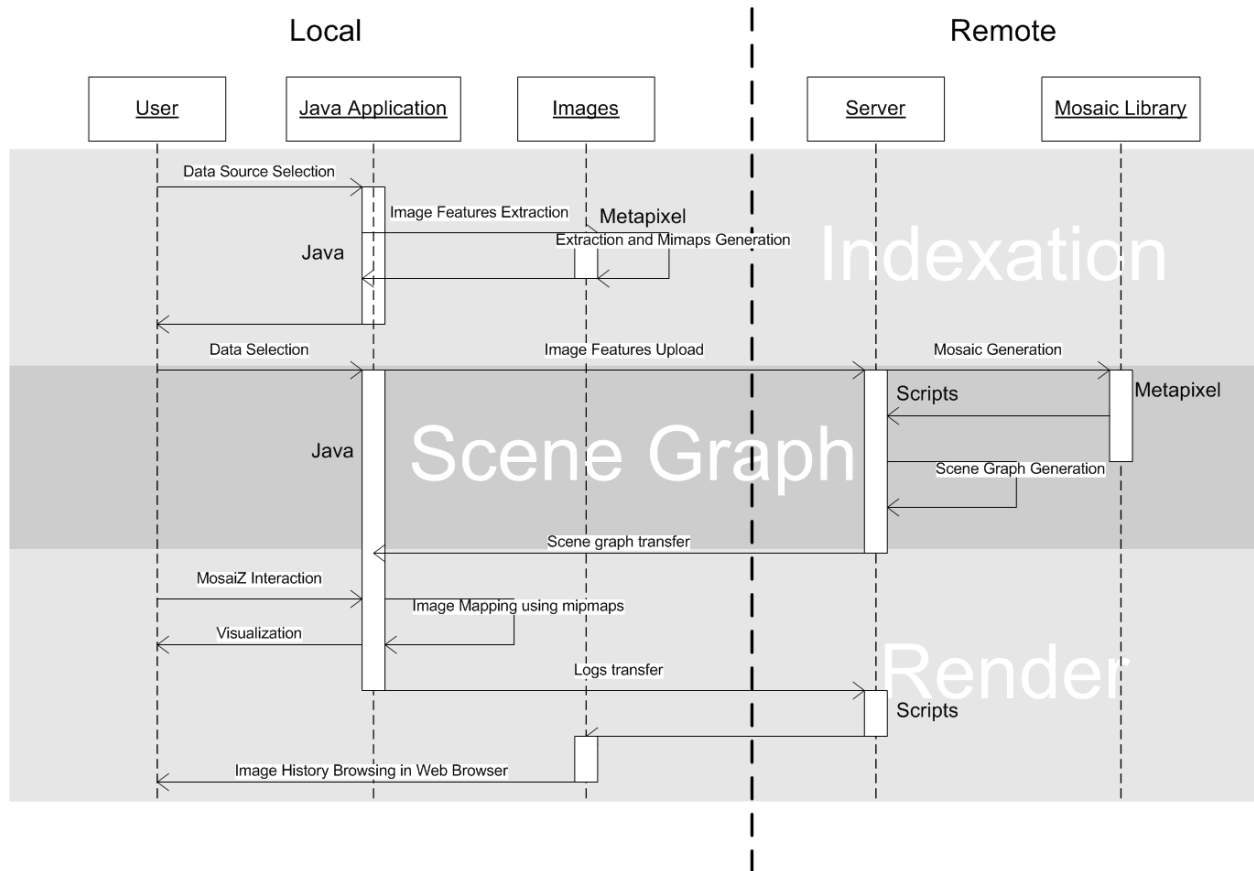 Local
Remote
User
Java Application
Images
Server
Mosaic Library
Data Source Selection
Image Features Extraction
Metapixel
Extraction and Mimaps Generation
Java
Indexation
Data Selection
Image Features Upload
Mosaic Generation
Scripts
Metapixel
Java
Scene Graph
Scene Graph Generation
Scene graph transfer
MosaiZ Interaction
Image Mapping using mipmaps
Visualization
Render
Logs transfer
Scripts
Image History Browsing in Web Browser